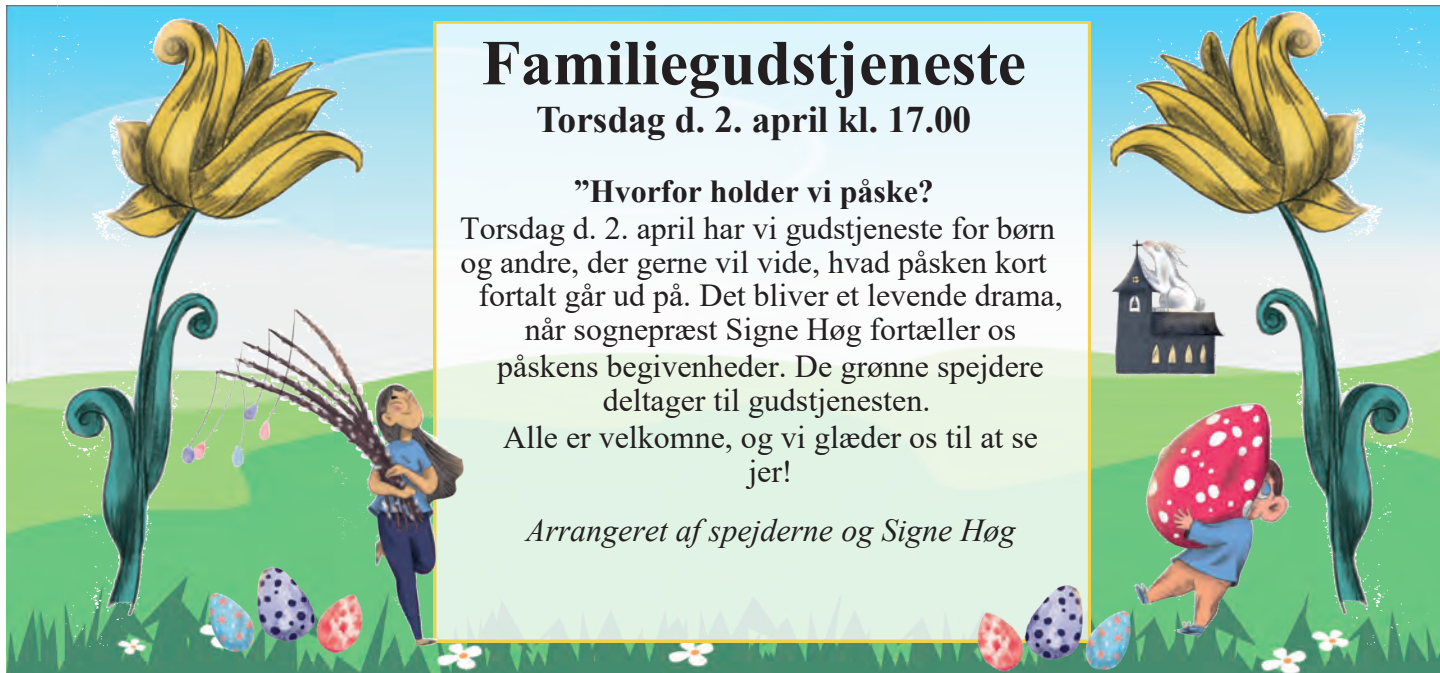 Familiegudstjeneste
Torsdag d. 2. april kl. 17.00
”Hvorfor holder vi påske?
Torsdag d. 2. april har vi gudstjeneste for børn
og andre, der gerne vil vide, hvad påsken kort
fortalt går ud på. Det bliver et levende drama,
når sognepræst Signe Høg fortæller os
påskens begivenheder. De grønne spejdere
deltager til gudstjenesten.
Alle er velkomne, og vi glæder os til at se
jer!
Arrangeret af spejderne og Signe Høg